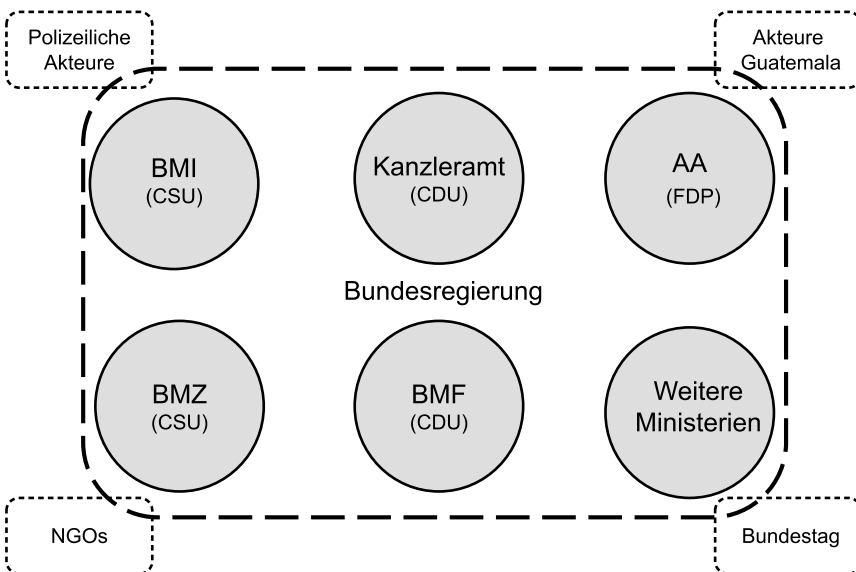 Polizeiliche
Akteure
Akteure
Guatemala
BMI
(CSU)
Kanzleramt
(CDU)
AA
(FDP)
Bundesregierung
BMZ
(CSU)
BMF
(CDU)
Weitere
Ministerien
NGOs
Bundestag